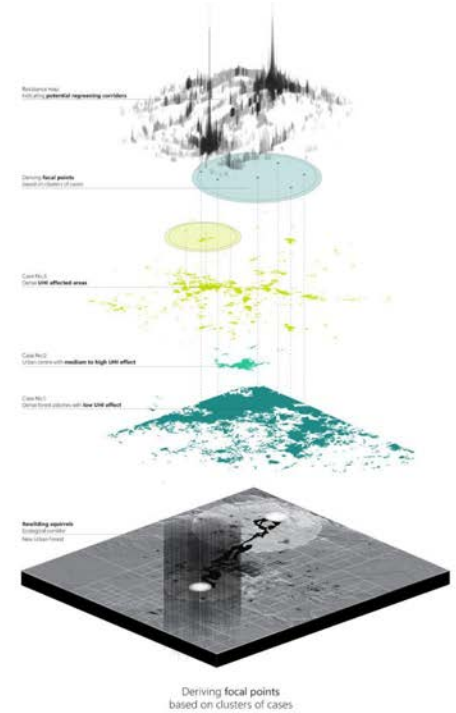 Resistance map
indicating potential regreening corridors
Deriving focal points
based on clusters of cases
Case No.3
Dense UHI affected areas
Case No.2
Urban centre with medium to high UHI effect
Case No.1
Dense forest patches with low UHI effect
Rewilding squirrels
Ecological corridor
New Urban Forest
Deriving focal points
based on clusters of cases